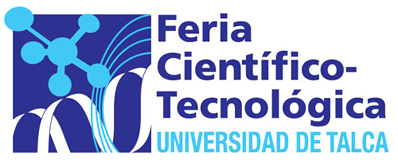 Feria
Científico-
Tecnológica
UNIVERSIDAD DE TALCA